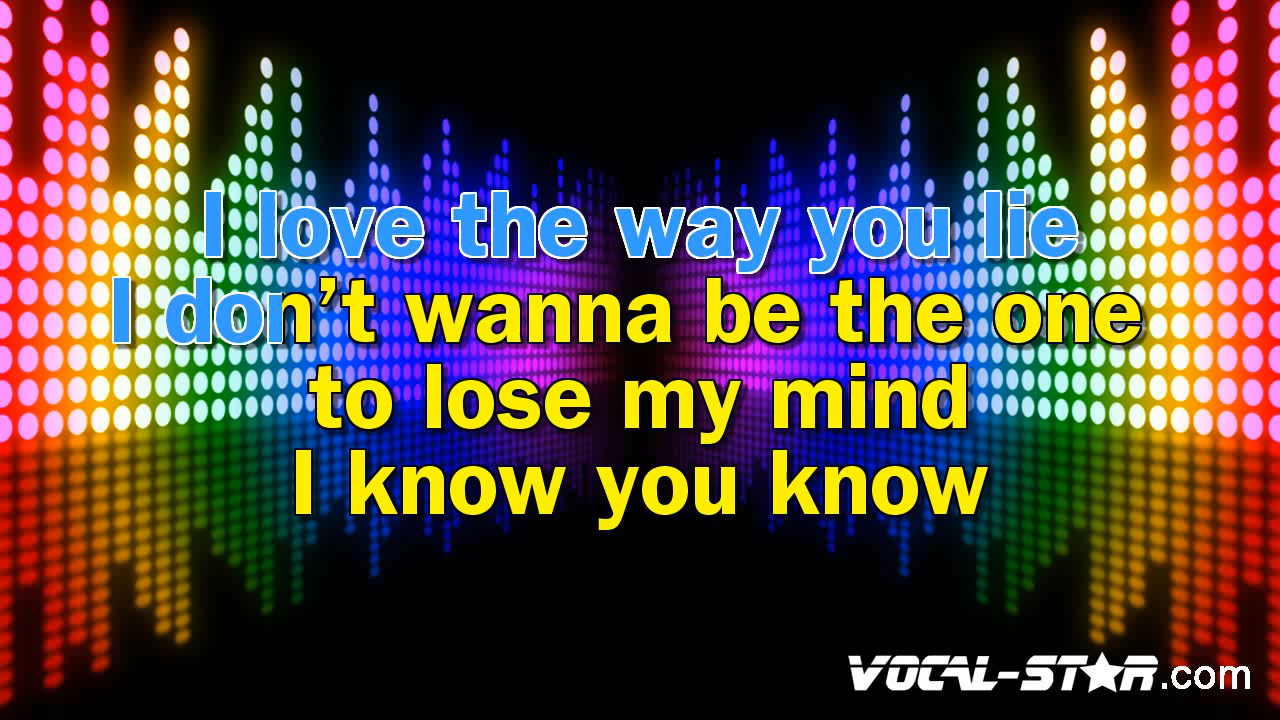 I love the way you lie
I don’t wanna be the one
to lose my mind
I know you know
VOCAL-STAR.com